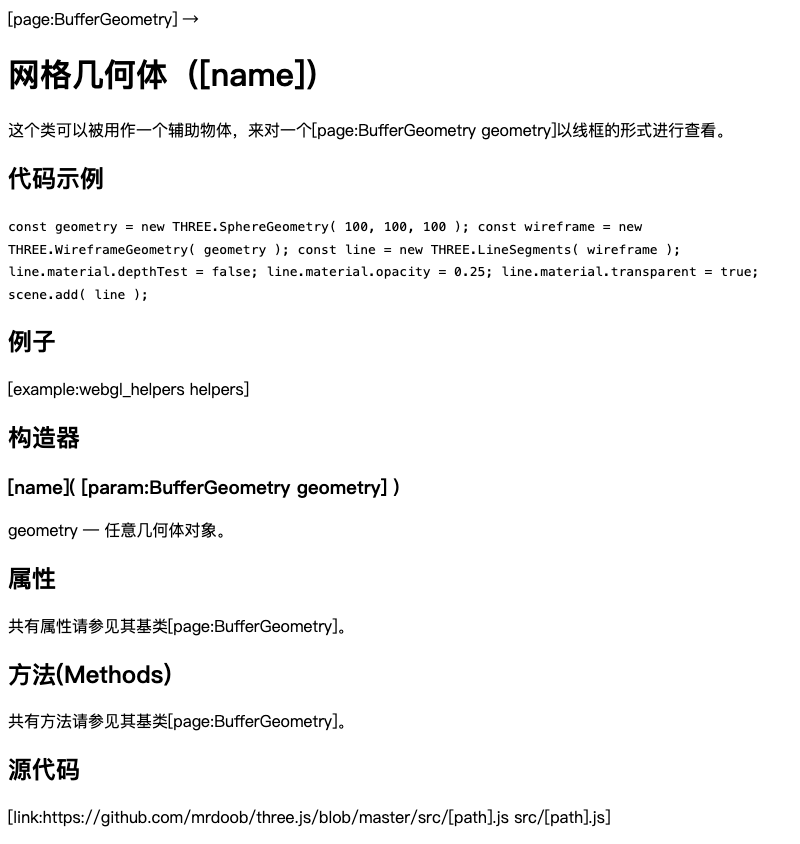 [page:BufferGeometry] →
网格几何体（[name]）
这个类可以被用作一个辅助物体，来对一个[page:BufferGeometry geometry]以线框的形式进行查看。
代码示例
const geometry = new THREE.SphereGeometry( 100, 100, 100 ); const wireframe = new
THREE.WireframeGeometry( geometry ); const line = new THREE.LineSegments( wireframe );
line.material.depthTest = false; line.material.opacity = 0.25; line.material.transparent = true;
scene.add( line );
例子
[example:webgl_helpers helpers]
构造器
[name]( [param:BufferGeometry geometry] )
geometry — 任意几何体对象。
属性
共有属性请参见其基类[page:BufferGeometry]。
方法(Methods)
共有方法请参见其基类[page:BufferGeometry]。
源代码
[link:https://github.com/mrdoob/three.js/blob/master/src/[path].js src/[path].js]